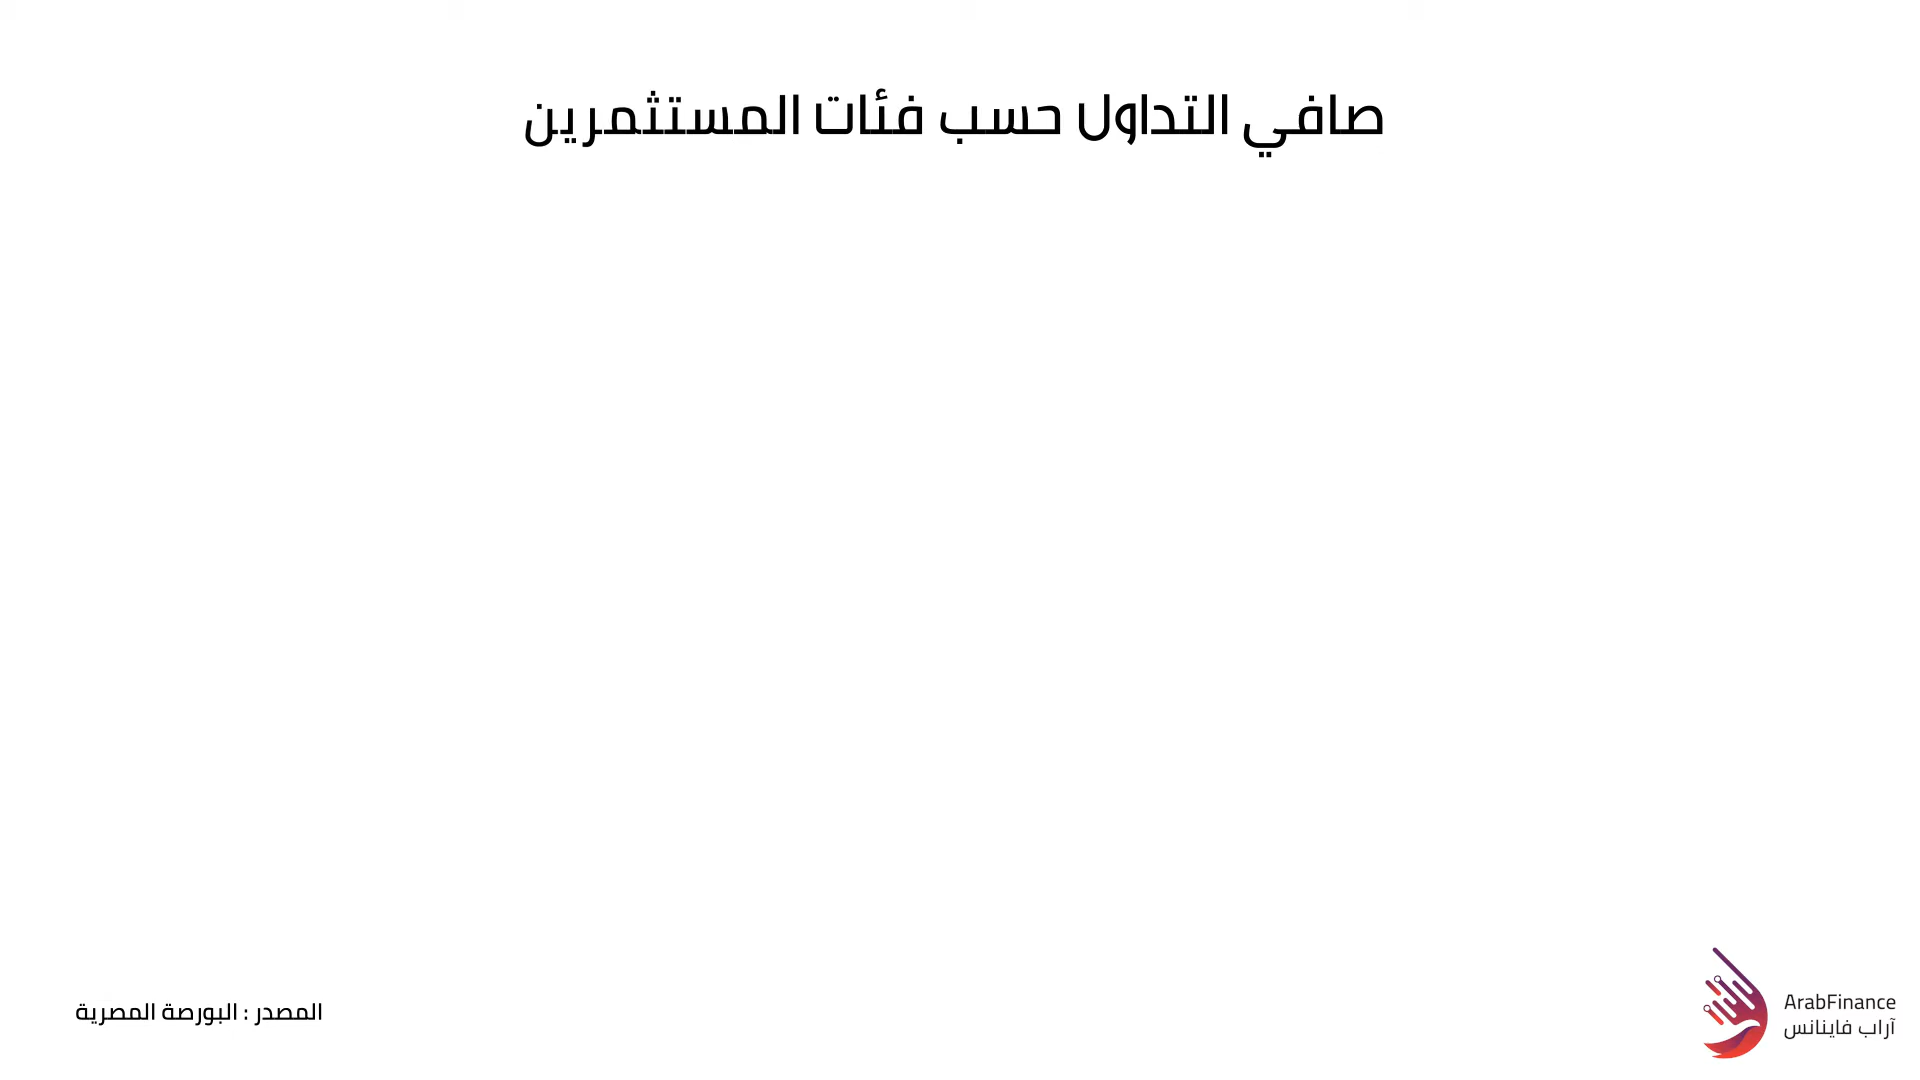 صافي التداول حسب فئات المستثمرين
المصدر : البورصة المصرية
ArabFinance
آراب فاينانس